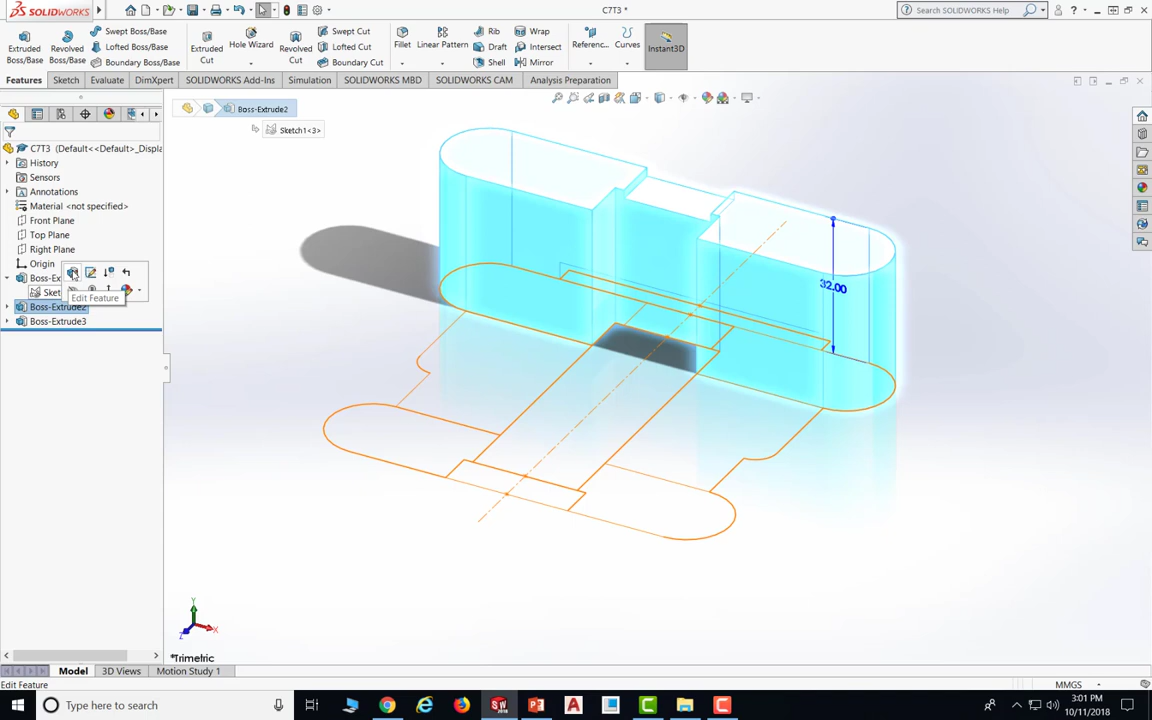 SOLIDWORKS
C7T3 *
Search SOLIDWORKS Help
Extruded Boss/Base
Revolved Boss/Base
Swept Boss/Base
Lofted Boss/Base
Boundary Boss/Base
Extruded Cut
Hole Wizard
Revolved Cut
Swept Cut
Lofted Cut
Boundary Cut
Fillet
Linear Pattern
Rib
Draft
Shell
Wrap
Intersect
Mirror
Referenc...
Curves
Instant3D
Features
Sketch
Evaluate
DimXpert
SOLIDWORKS Add-Ins
Simulation
SOLIDWORKS MBD
SOLIDWORKS CAM
Analysis Preparation
Boss-Extrude2
Sketch1<3>
C7T3 (Default<<Default>_Displa
History
Sensors
Annotations
Material <not specified>
Front Plane
Top Plane
Right Plane
Origin
Boss-Ex
Sket
Edit Feature
Boss-Extrude2
Boss-Extrude3
32.00
Y
X
Z
*Trimetric
Model
3D Views
Motion Study 1
Edit Feature
MMGS
Type here to search
SW
2018
3:01 PM
10/11/2018